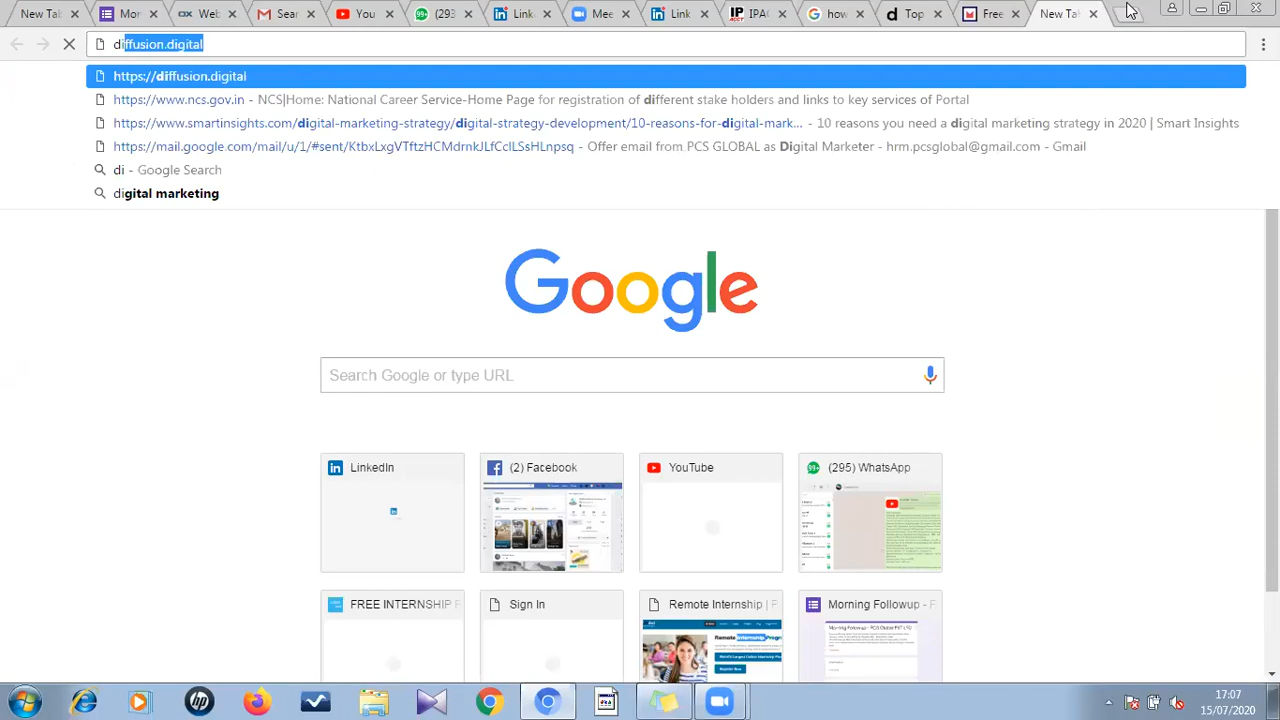 New Tab
Mor
Web
Sear
You
(293
Link
Mee
Link
IPAC
how
Top
Free
New Tab
diffusion.digital
https://diffusion.digital
https://www.ncs.gov.in - NCS|Home: National Career Service-Home Page for registration of different stake holders and links to key services of Portal
https://www.smartinsights.com/digital-marketing-strategy/digital-strategy-development/10-reasons-for-digital-mark... - 10 reasons you need a digital marketing strategy in 2020 | Smart Insights
https://mail.google.com/mail/u/1/#sent/KtbxLxgVTftzHCMdrnkJLfCclLSsHLnpsq - Offer email from PCS GLOBAL as Digital Marketer - hrm.pcsglobal@gmail.com - Gmail
di - Google Search
digital marketing
Google
Search Google or type URL
LinkedIn
(2) Facebook
YouTube
(295) WhatsApp
FREE INTERNSHIP
Sign In
Remote Internship |
Morning Followup -
17:07
15/07/2020